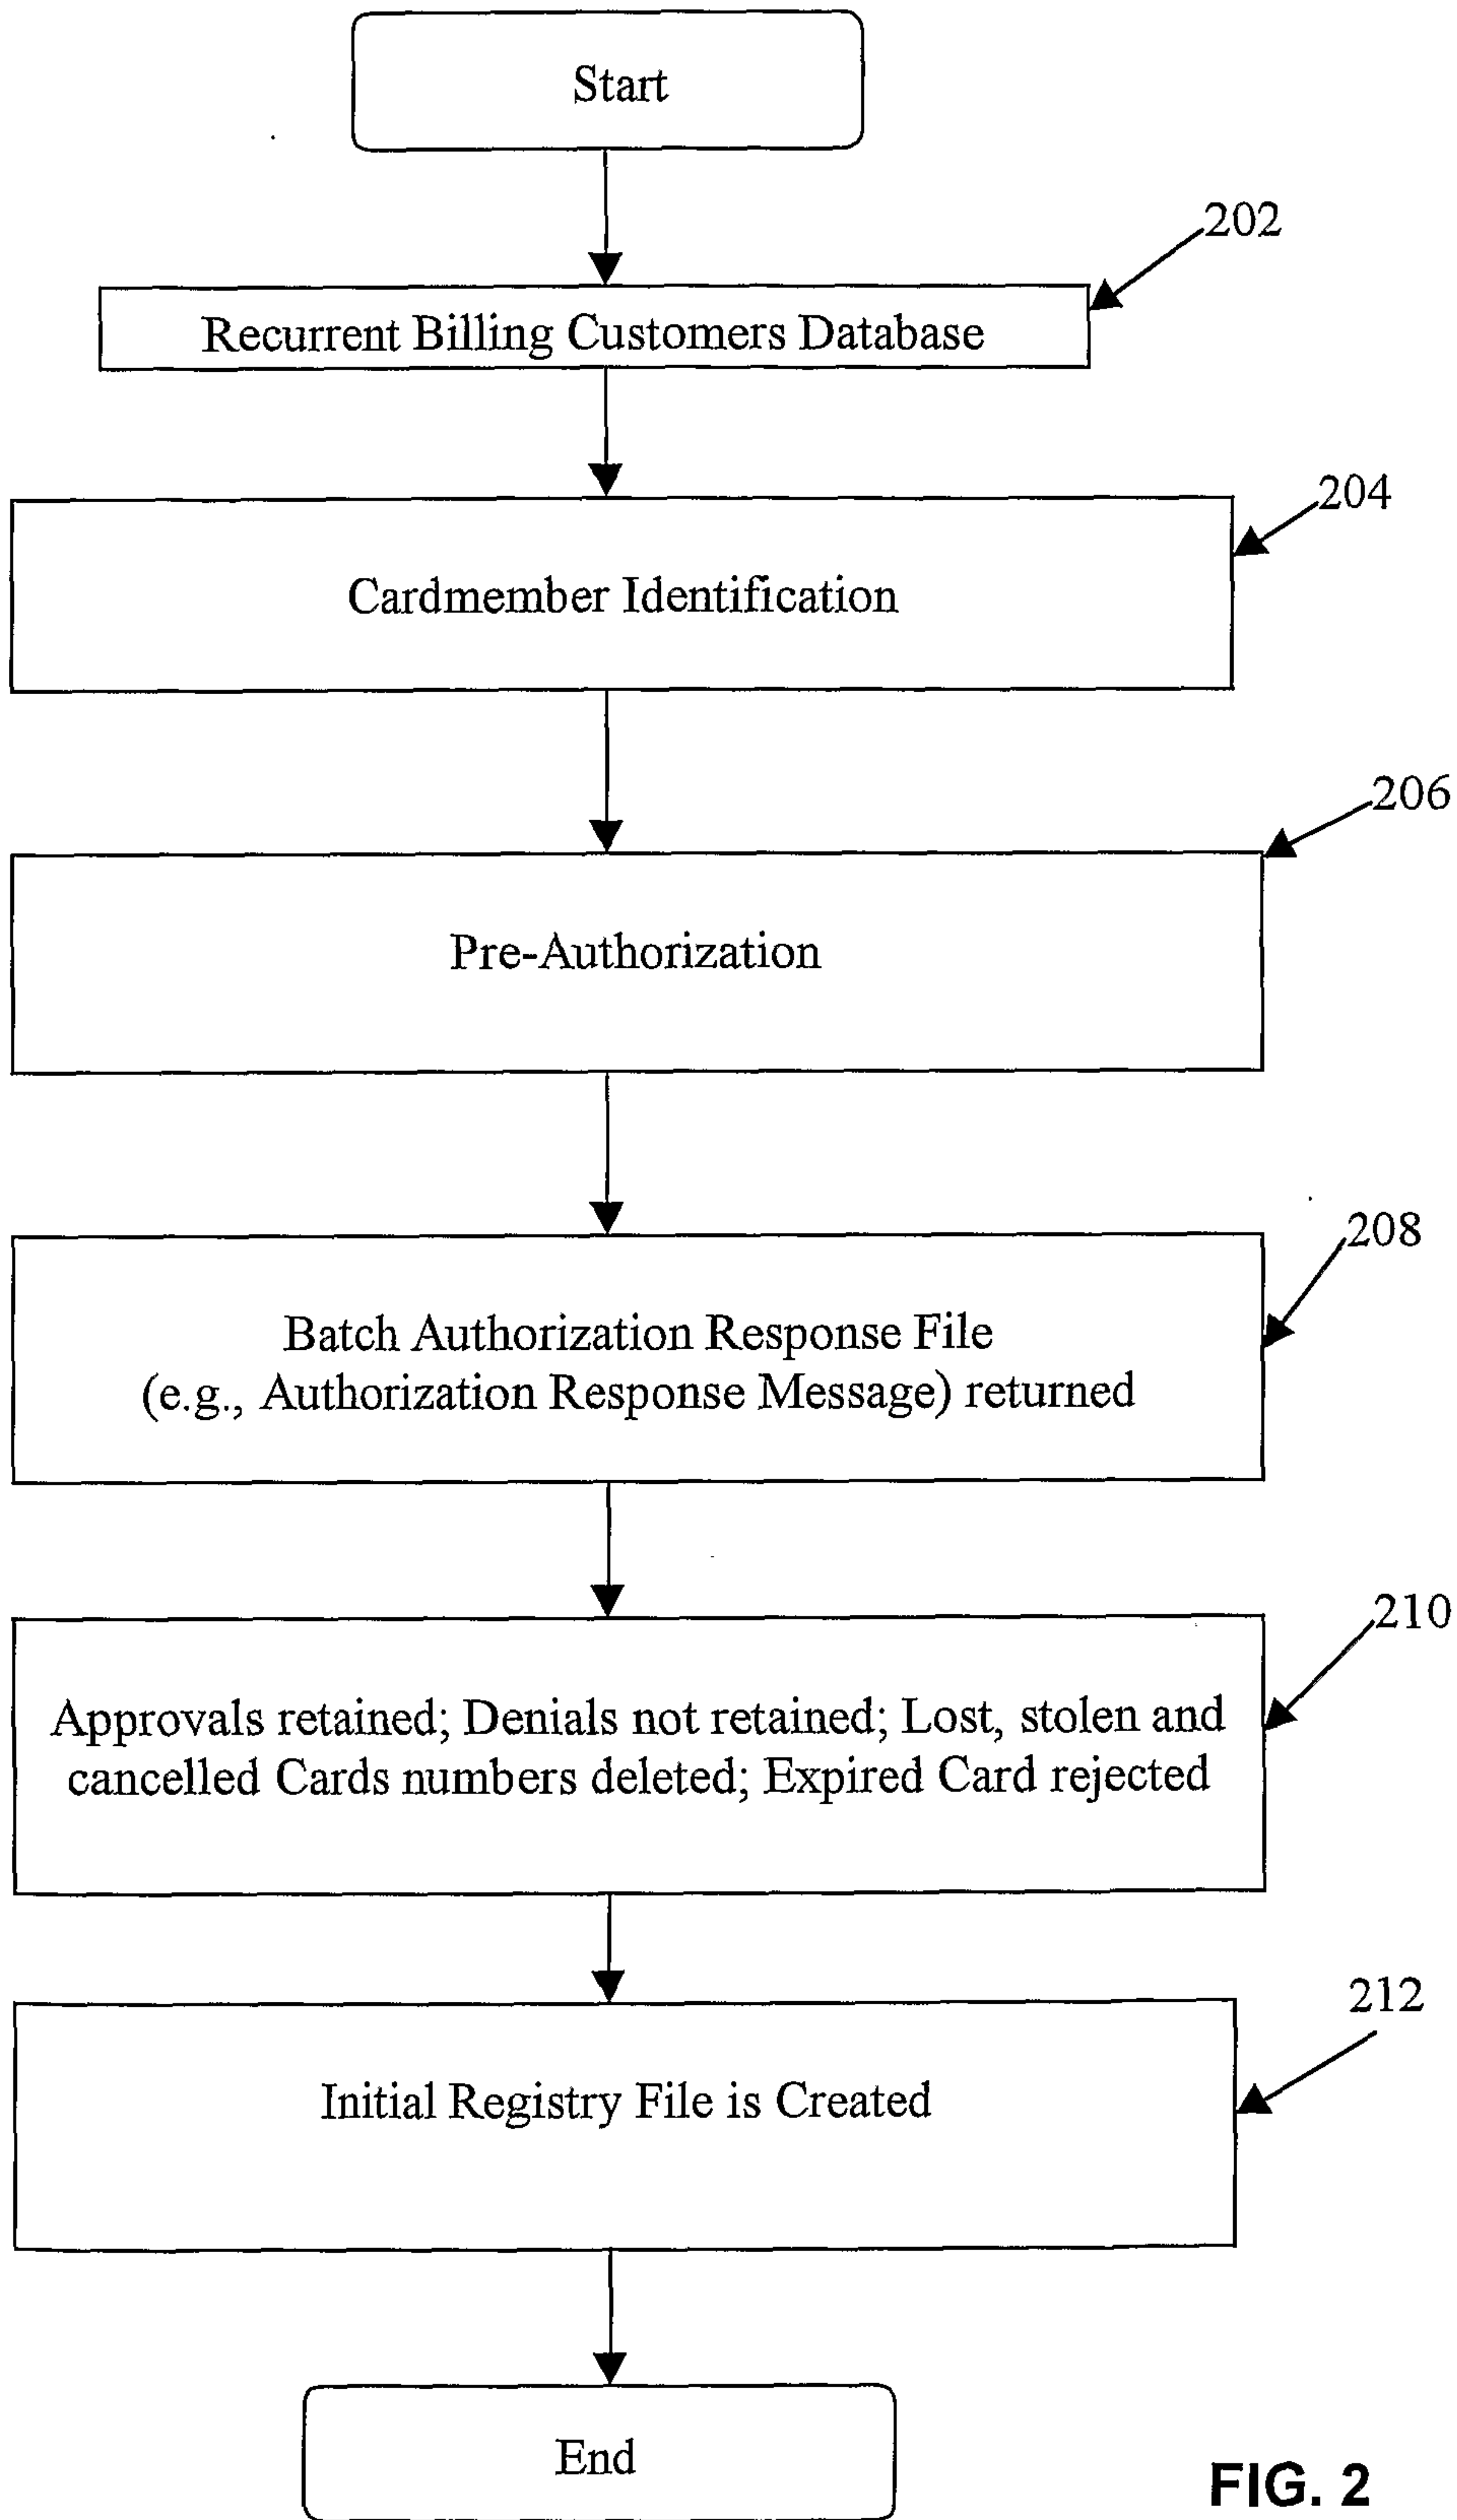 Start
202
Recurrent Billing Customers Database
204
Cardmember Identification
206
Pre-Authorization
208
Batch Authorization Response File
(e.g., Authorization Response Message) returned
210
Approvals retained; Denials not retained; Lost, stolen and
cancelled Cards numbers deleted; Expired Card rejected
212
Initial Registry File is Created
End
FIG. 2